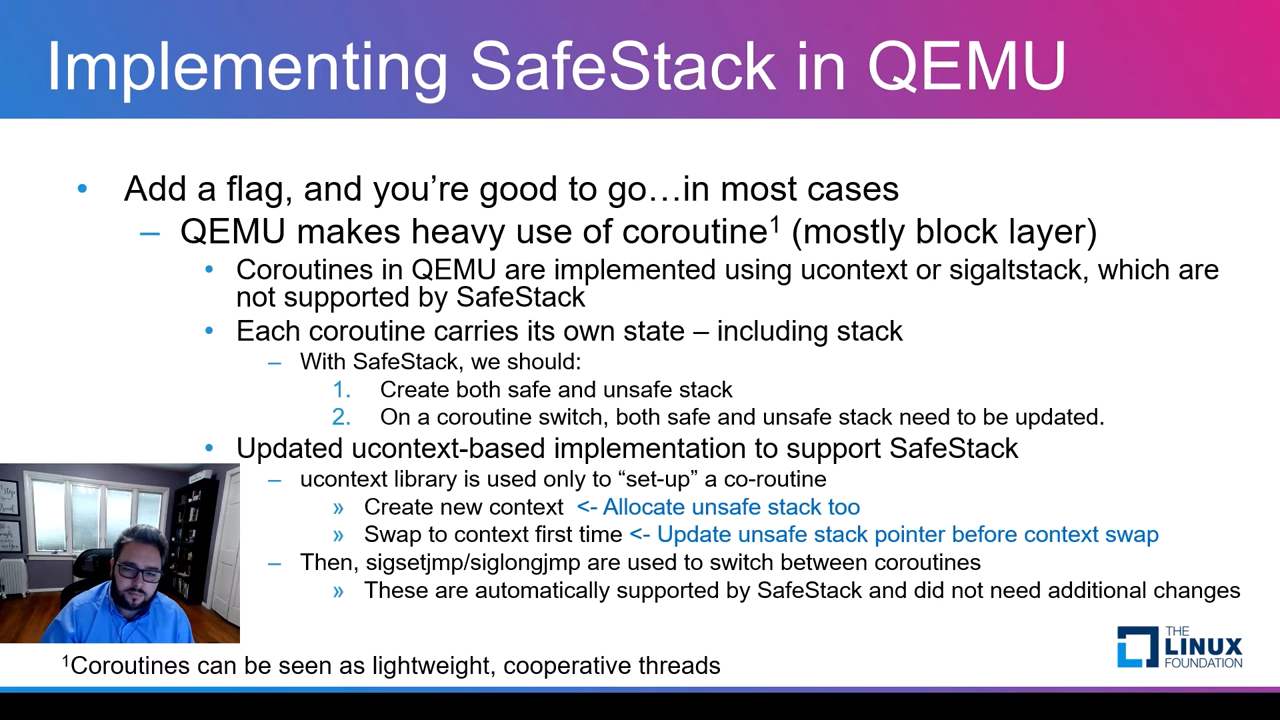 Implementing SafeStack in QEMU
• Add a flag, and you’re good to go…in most cases
– QEMU makes heavy use of coroutine¹ (mostly block layer)
• Coroutines in QEMU are implemented using ucontext or sigaltstack, which are
not supported by SafeStack
• Each coroutine carries its own state – including stack
– With SafeStack, we should:
1. Create both safe and unsafe stack
2. On a coroutine switch, both safe and unsafe stack need to be updated.
• Updated ucontext-based implementation to support SafeStack
– ucontext library is used only to “set-up” a co-routine
» Create new context <- Allocate unsafe stack too
» Swap to context first time <- Update unsafe stack pointer before context swap
– Then, sigsetjmp/siglongjmp are used to switch between coroutines
» These are automatically supported by SafeStack and did not need additional changes
THE
LINUX
FOUNDATION
¹Coroutines can be seen as lightweight, cooperative threads